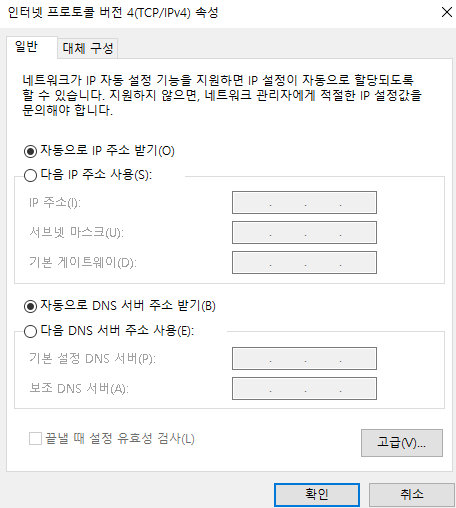 인터넷 프로토콜 버전 4(TCP/IPv4) 속성
일반
대체 구성
네트워크가 IP 자동 설정 기능을 지원하면 IP 설정이 자동으로 할당되도록
할 수 있습니다. 지원하지 않으면, 네트워크 관리자에게 적절한 IP 설정값을
문의해야 합니다.
자동으로 IP 주소 받기(O)
다음 IP 주소 사용(S):
IP 주소(I):
서브넷 마스크(U):
기본 게이트웨이(D):
자동으로 DNS 서버 주소 받기(B)
다음 DNS 서버 주소 사용(E):
기본 설정 DNS 서버(P):
보조 DNS 서버(A):
끝낼 때 설정 유효성 검사(L)
고급(V)...
확인
취소